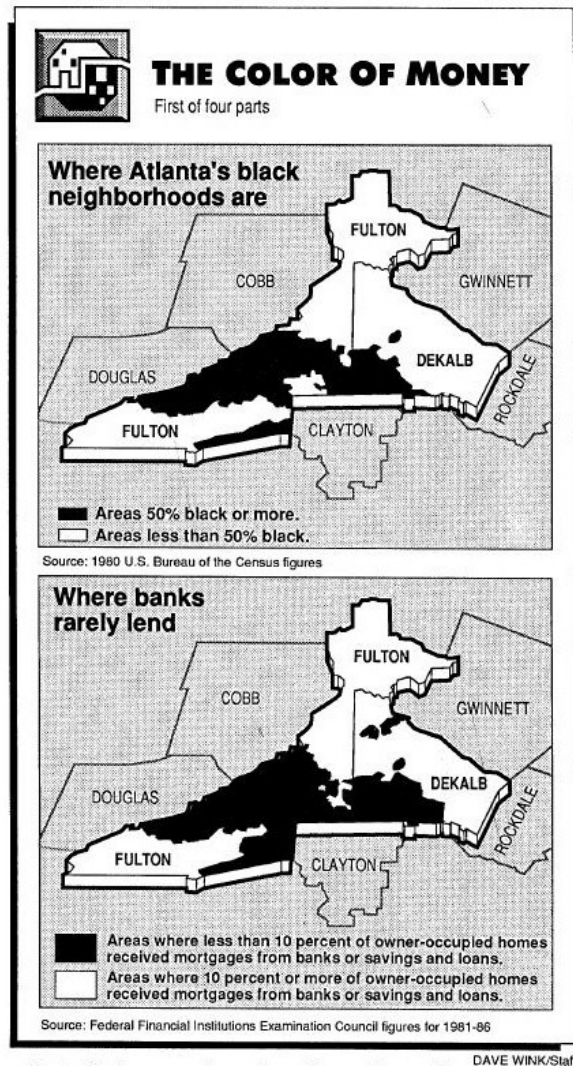 THE COLOR OF MONEY
First of four parts
Where Atlanta's black
neighborhoods are
FULTON
COBB
GWINNETT
DEKALB
DOUGLAS
ROCKDALE
FULTON
CLAYTON
Areas 50% black or more.
Areas less than 50% black.
Source: 1980 U.S. Bureau of the Census figures
Where banks
rarely lend
FULTON
COBB
GWINNETT
DEKALB
DOUGLAS
ROCKDALE
FULTON
CLAYTON
Areas where less than 10 percent of owner-occupied homes
received mortgages from banks or savings and loans.
Areas where 10 percent or more of owner-occupied homes
received mortgages from banks or savings and loans.
Source: Federal Financial Institutions Examination Council figures for 1981-86
DAVE WINK/Staf